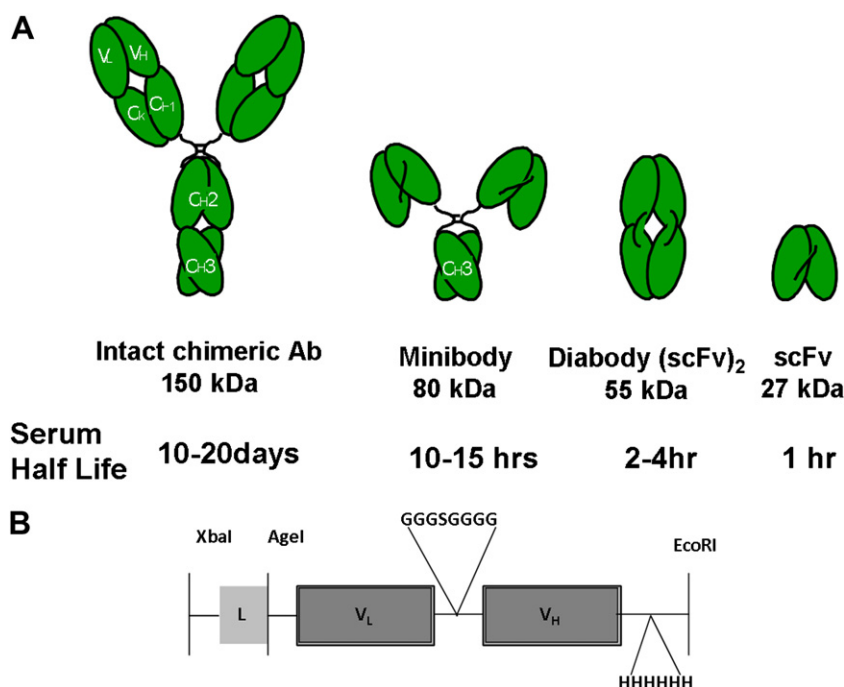 A
VL VH
CK CH1
CH2
CH3
CH3
Intact chimeric Ab
150 kDa
Minibody
80 kDa
Diabody (scFv)2
55 kDa
scFv
27 kDa
Serum
Half Life
10-20days
10-15 hrs
2-4hr
1 hr
B
GGGSGGGG
XbaI
AgeI
EcoRI
L
VL
VH
HHHHHH